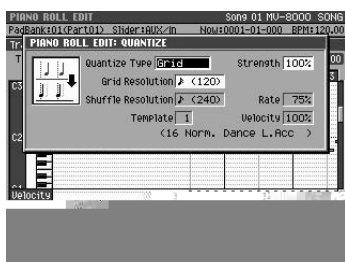 PIANO ROLL EDIT Song 01 MV-8000 SONG
PadBank:01(Part01) Slider:AUX/in Now:0001-01-000 BPM:120.00
PIANO ROLL EDIT: QUANTIZE
Quantize Type Grid Strength 100%
Grid Resolution ♪ (120)
Shuffle Resolution ♪ (240) Rate 75%
Template 1 Velocity 100%
(16 Norm. Dance L.Acc )
C3
C2
C1
Velocity